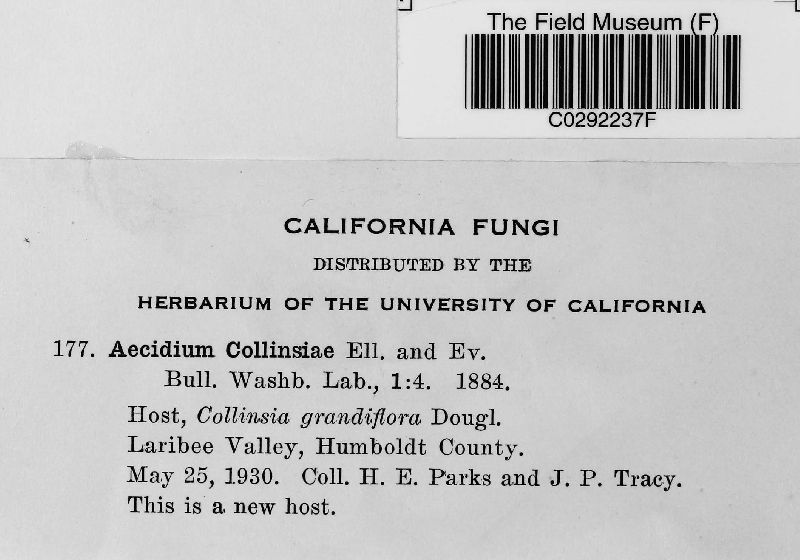 The Field Museum (F)
C0292237F
CALIFORNIA FUNGI
DISTRIBUTED BY THE
HERBARIUM OF THE UNIVERSITY OF CALIFORNIA
177. Aecidium Collinsiae Ell. and Ev.
Bull. Washb. Lab., 1:4. 1884.
Host, Collinsia grandiflora Dougl.
Laribee Valley, Humboldt County.
May 25, 1930. Coll. H. E. Parks and J. P. Tracy.
This is a new host.